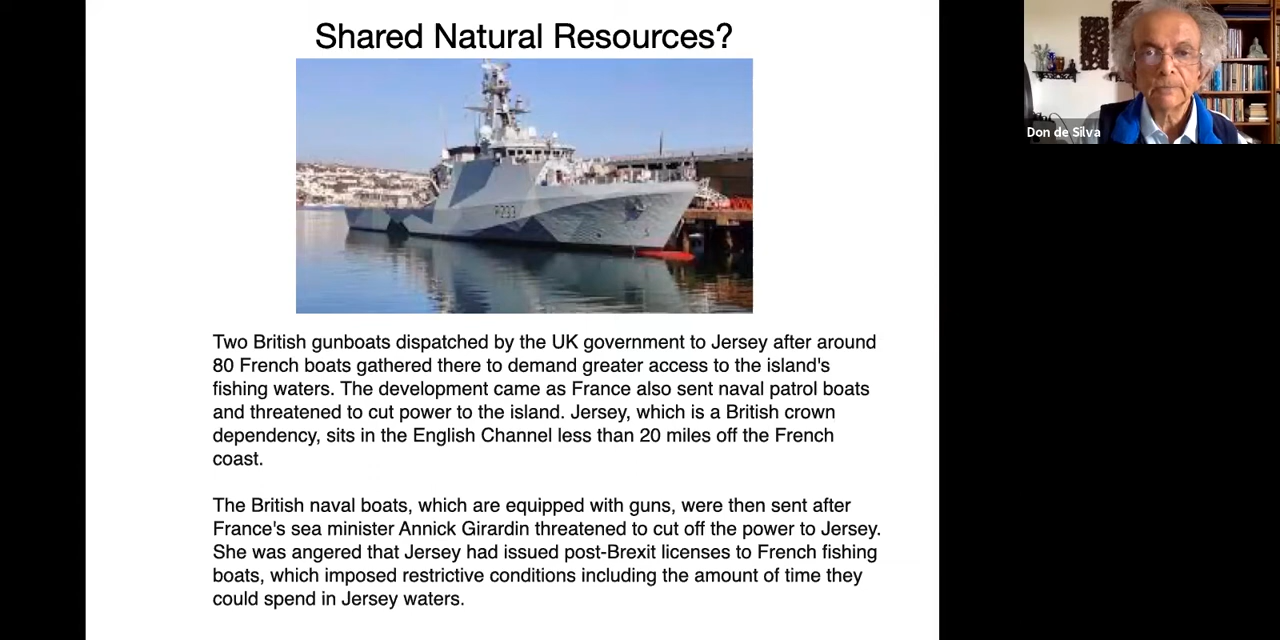 Shared Natural Resources?
P233
Don de Silva
Two British gunboats dispatched by the UK government to Jersey after around
80 French boats gathered there to demand greater access to the island's
fishing waters. The development came as France also sent naval patrol boats
and threatened to cut power to the island. Jersey, which is a British crown
dependency, sits in the English Channel less than 20 miles off the French
coast.
The British naval boats, which are equipped with guns, were then sent after
France's sea minister Annick Girardin threatened to cut off the power to Jersey.
She was angered that Jersey had issued post-Brexit licenses to French fishing
boats, which imposed restrictive conditions including the amount of time they
could spend in Jersey waters.